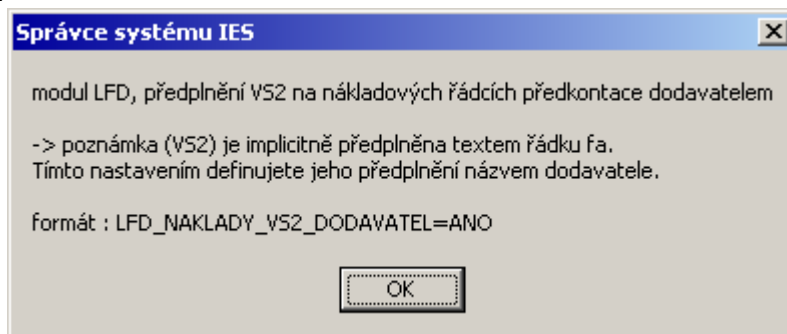 Správce systému IES
modul LFD, předplnění VS2 na nákladových řádcích předkontace dodavatelem
-> poznámka (VS2) je implicitně předplněna textem řádku fa.
Tímto nastavením definujete jeho předplnění názvem dodavatele.
formát : LFD_NAKLADY_VS2_DODAVATEL=ANO
OK